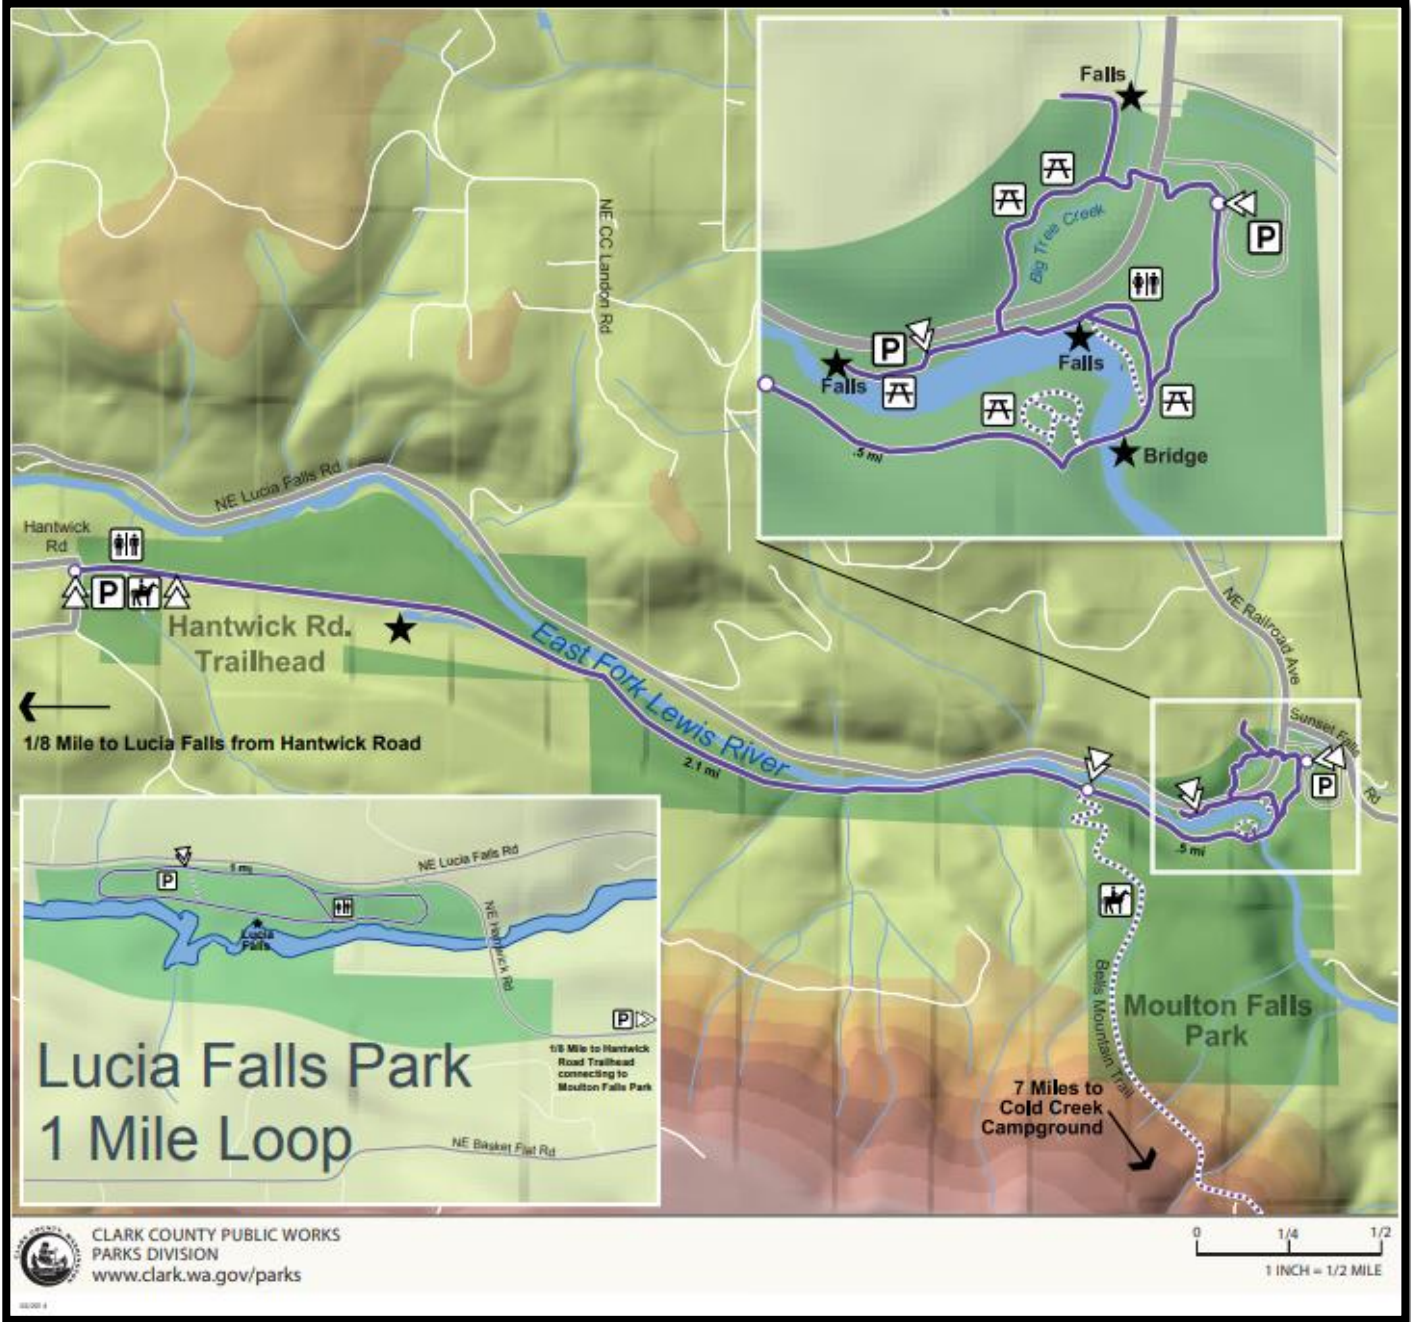 Falls
Big Tree Creek
P
P
Falls
Falls
.5 mi
Bridge
NE CC Landon Rd
NE Lucia Falls Rd
Hantwick
Rd
P
Hantwick Rd.
Trailhead
East Fork Lewis River
2.1 mi
1/8 Mile to Lucia Falls from Hantwick Road
NE Railroad Ave
Sunset Falls Rd
P
.5 mi
Bells Mountain Trail
Moulton Falls
Park
7 Miles to
Cold Creek
Campground
NE Lucia Falls Rd
P
1 mi
Lucia
Falls
NE Hantwick Rd
P
1/8 Mile to Hantwick
Road Trailhead
connecting to
Moulton Falls Park
Lucia Falls Park
1 Mile Loop
NE Basket Flat Rd
CLARK COUNTY PUBLIC WORKS
PARKS DIVISION
www.clark.wa.gov/parks
0 1/4 1/2
1 INCH = 1/2 MILE